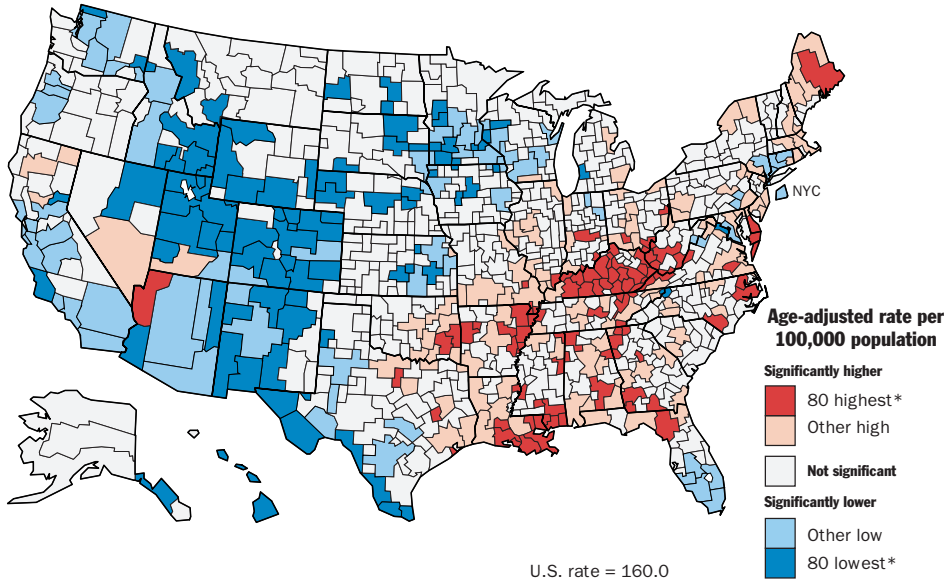 NYC
Age-adjusted rate per
100,000 population
Significantly higher
80 highest*
Other high
Not significant
Significantly lower
Other low
80 lowest*
U.S. rate = 160.0